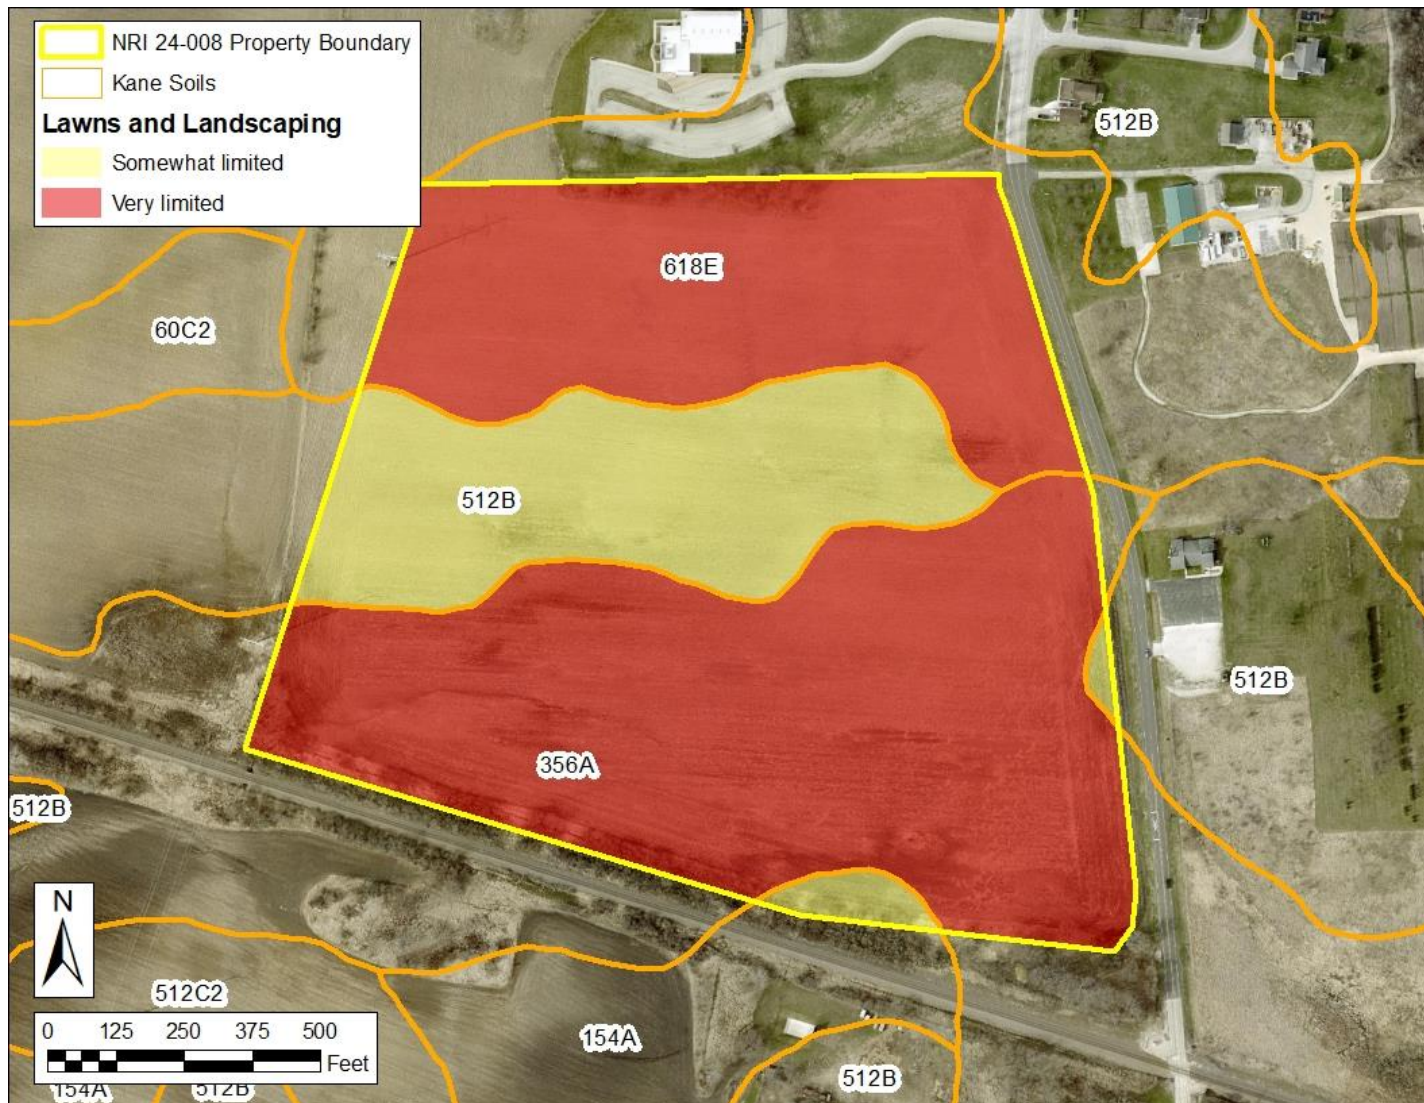 NRI 24-008 Property Boundary
Kane Soils
Lawns and Landscaping
Somewhat limited
Very limited
512B
618E
60C2
512B
512B
356A
512B
N
512C2
0 125 250 375 500
Feet
154A
512B
154A
512B